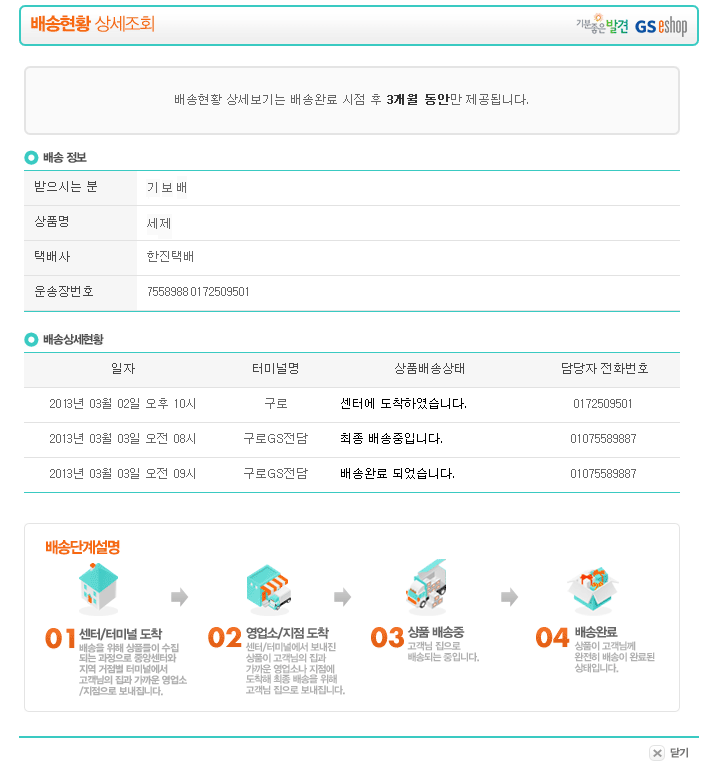 배송현황 상세조회
기분좋은발견 GS eshop
배송현황 상세보기는 배송완료 시점 후 3개월 동안만 제공됩니다.
배송 정보
받으시는 분 기보배
상품명 세제
택배사 한진택배
운송장번호 75589880172509501
배송상세현황
일자 터미널명 상품배송상태 담당자 전화번호
2013년 03월 02일 오후 10시 구로 센터에 도착하였습니다. 0172509501
2013년 03월 03일 오전 08시 구로GS전담 최종 배송중입니다. 01075589887
2013년 03월 03일 오전 09시 구로GS전담 배송완료 되었습니다. 01075589887
배송단계설명
01 센터/터미널 도착
배송을 위해 상품들이 수집
되는 과정으로 중앙센터와
지역 거점별 터미널에서
고객님의 집과 가까운 영업소
/지점으로 보내집니다.
02 영업소/지점 도착
센터/터미널에서 보내진
상품이 고객님의 집과
가까운 영업소나 지점에
도착해 최종 배송을 위해
고객님 집으로 보내집니다.
03 상품 배송중
고객님 집으로
배송되는 중입니다.
04 배송완료
상품이 고객님께
완전히 배송이 완료된
상태입니다.
닫기